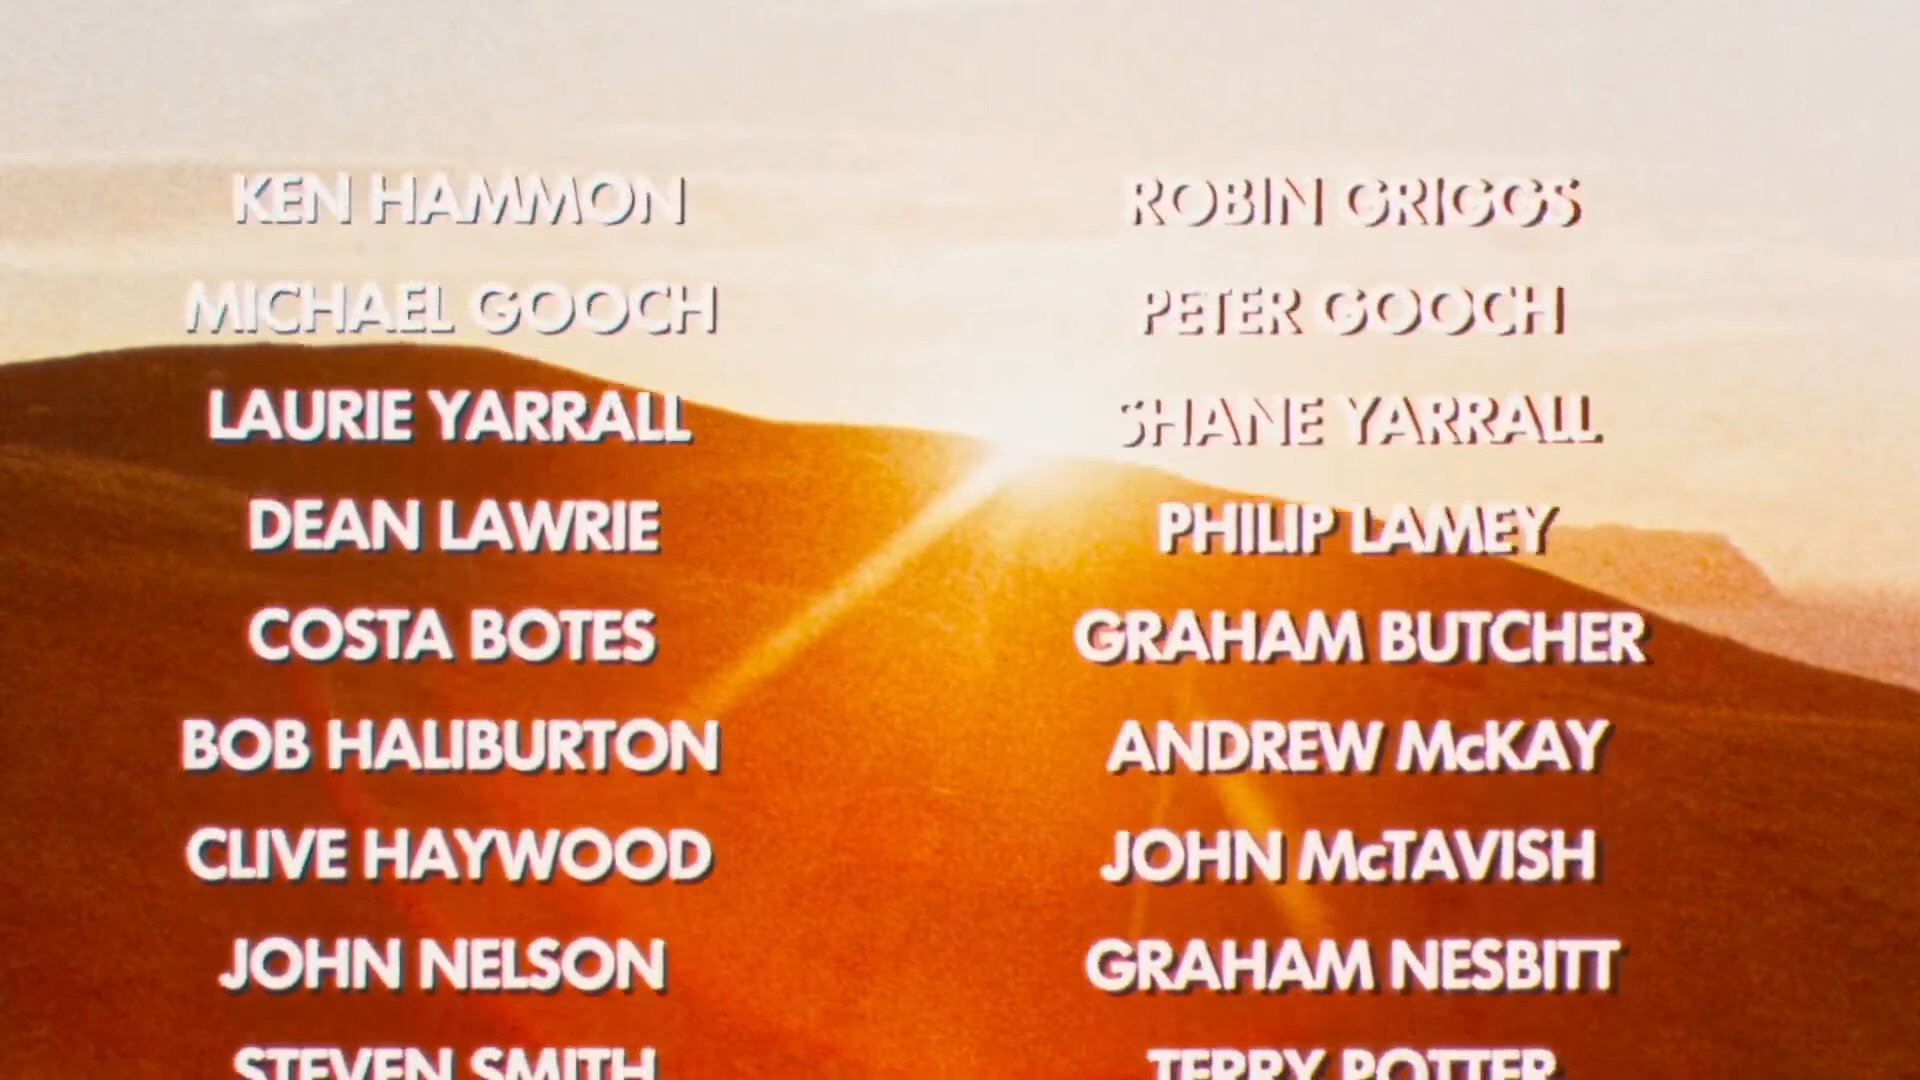 KEN HAMMON ROBIN GRIGGS
MICHAEL GOOCH PETER GOOCH
LAURIE YARRALL SHANE YARRALL
DEAN LAWRIE PHILIP LAMEY
COSTA BOTES GRAHAM BUTCHER
BOB HALIBURTON ANDREW McKAY
CLIVE HAYWOOD JOHN McTAVISH
JOHN NELSON GRAHAM NESBITT
STEVEN SMITH TERRY POTTER